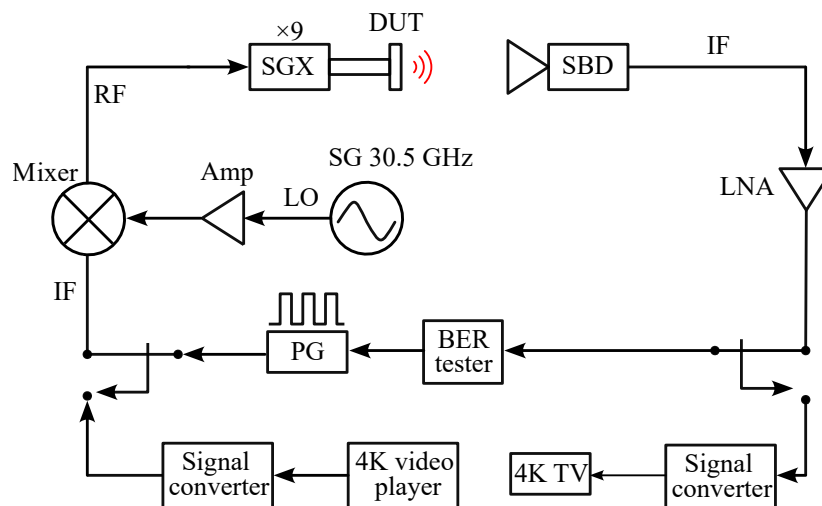 ×9
DUT
SGX
SBD
IF
RF
SG 30.5 GHz
Mixer
Amp
LO
LNA
IF
PG
BER
tester
Signal
converter
4K video
player
4K TV
Signal
converter